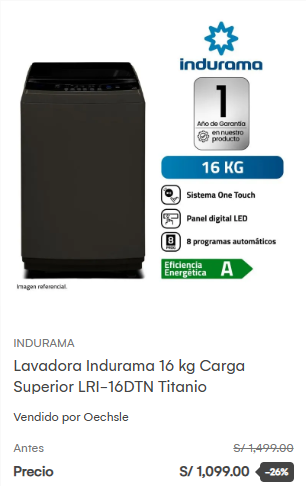 indurama
1
Año de Garantía
en nuestro
producto
16 KG
Sistema One Touch
Panel digital LED
8 programas automáticos
Eficiencia
Energética
A
Imagen referencial.
INDURAMA
Lavadora Indurama 16 kg Carga
Superior LRI-16DTN Titanio
Vendido por Oechsle
Antes S/ 1,499.00
Precio S/ 1,099.00 -26%